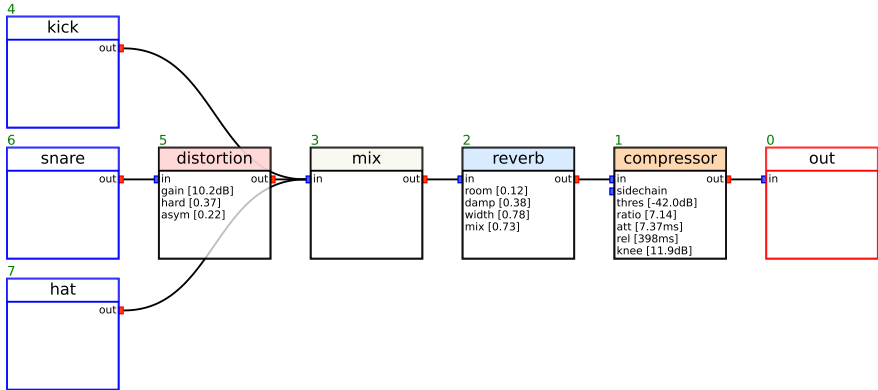 4
kick
out
6
snare
out
5
distortion
in out
gain [10.2dB]
hard [0.37]
asym [0.22]
3
mix
in out
2
reverb
in out
room [0.12]
damp [0.38]
width [0.78]
mix [0.73]
1
compressor
in out
sidechain
thres [-42.0dB]
ratio [7.14]
att [7.37ms]
rel [398ms]
knee [11.9dB]
0
out
in
7
hat
out